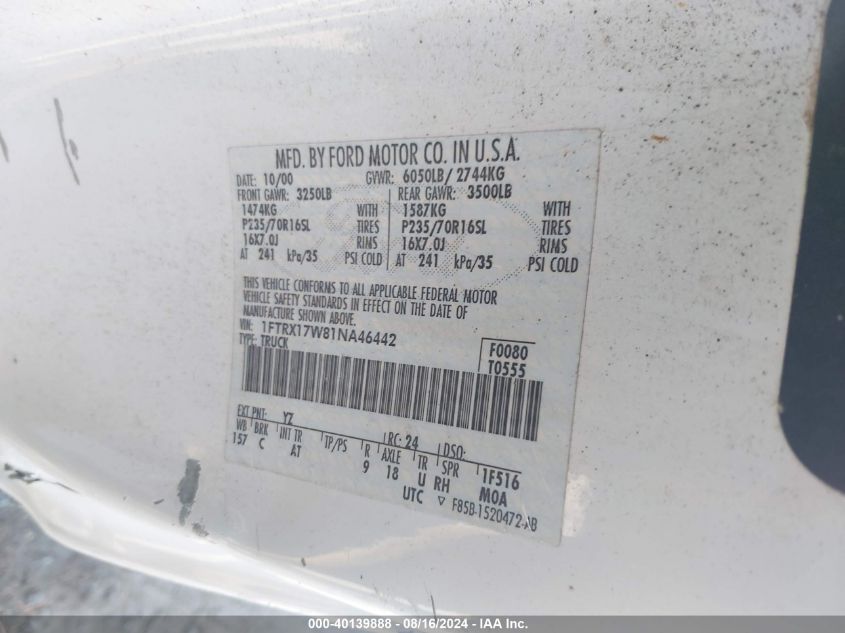 MFD. BY FORD MOTOR CO. IN U.S.A.
DATE: 10/00 GVWR: 6050LB/ 2744KG
FRONT GAWR: 3250LB REAR GAWR: 3500LB
1474KG WITH 1587KG WITH
P235/70R16SL TIRES P235/70R16SL TIRES
16X7.0J RIMS 16X7.0J RIMS
AT 241 kPa/35 PSI COLD AT 241 kPa/35 PSI COLD
THIS VEHICLE CONFORMS TO ALL APPLICABLE FEDERAL MOTOR
VEHICLE SAFETY STANDARDS IN EFFECT ON THE DATE OF
MANUFACTURE SHOWN ABOVE.
VIN: 1FTRX17W81NA46442
TYPE: TRUCK
F0080
T0555
EXT PNT: YZ RC: 24 DSO:
WB BRK INT TR TP/PS R AXLE TR SPR 1F516
157 C AT 9 18 U RH M0A
UTC ▽ F85B-1520472-AB
000-40139888 - 08/16/2024 - www.iaai.com